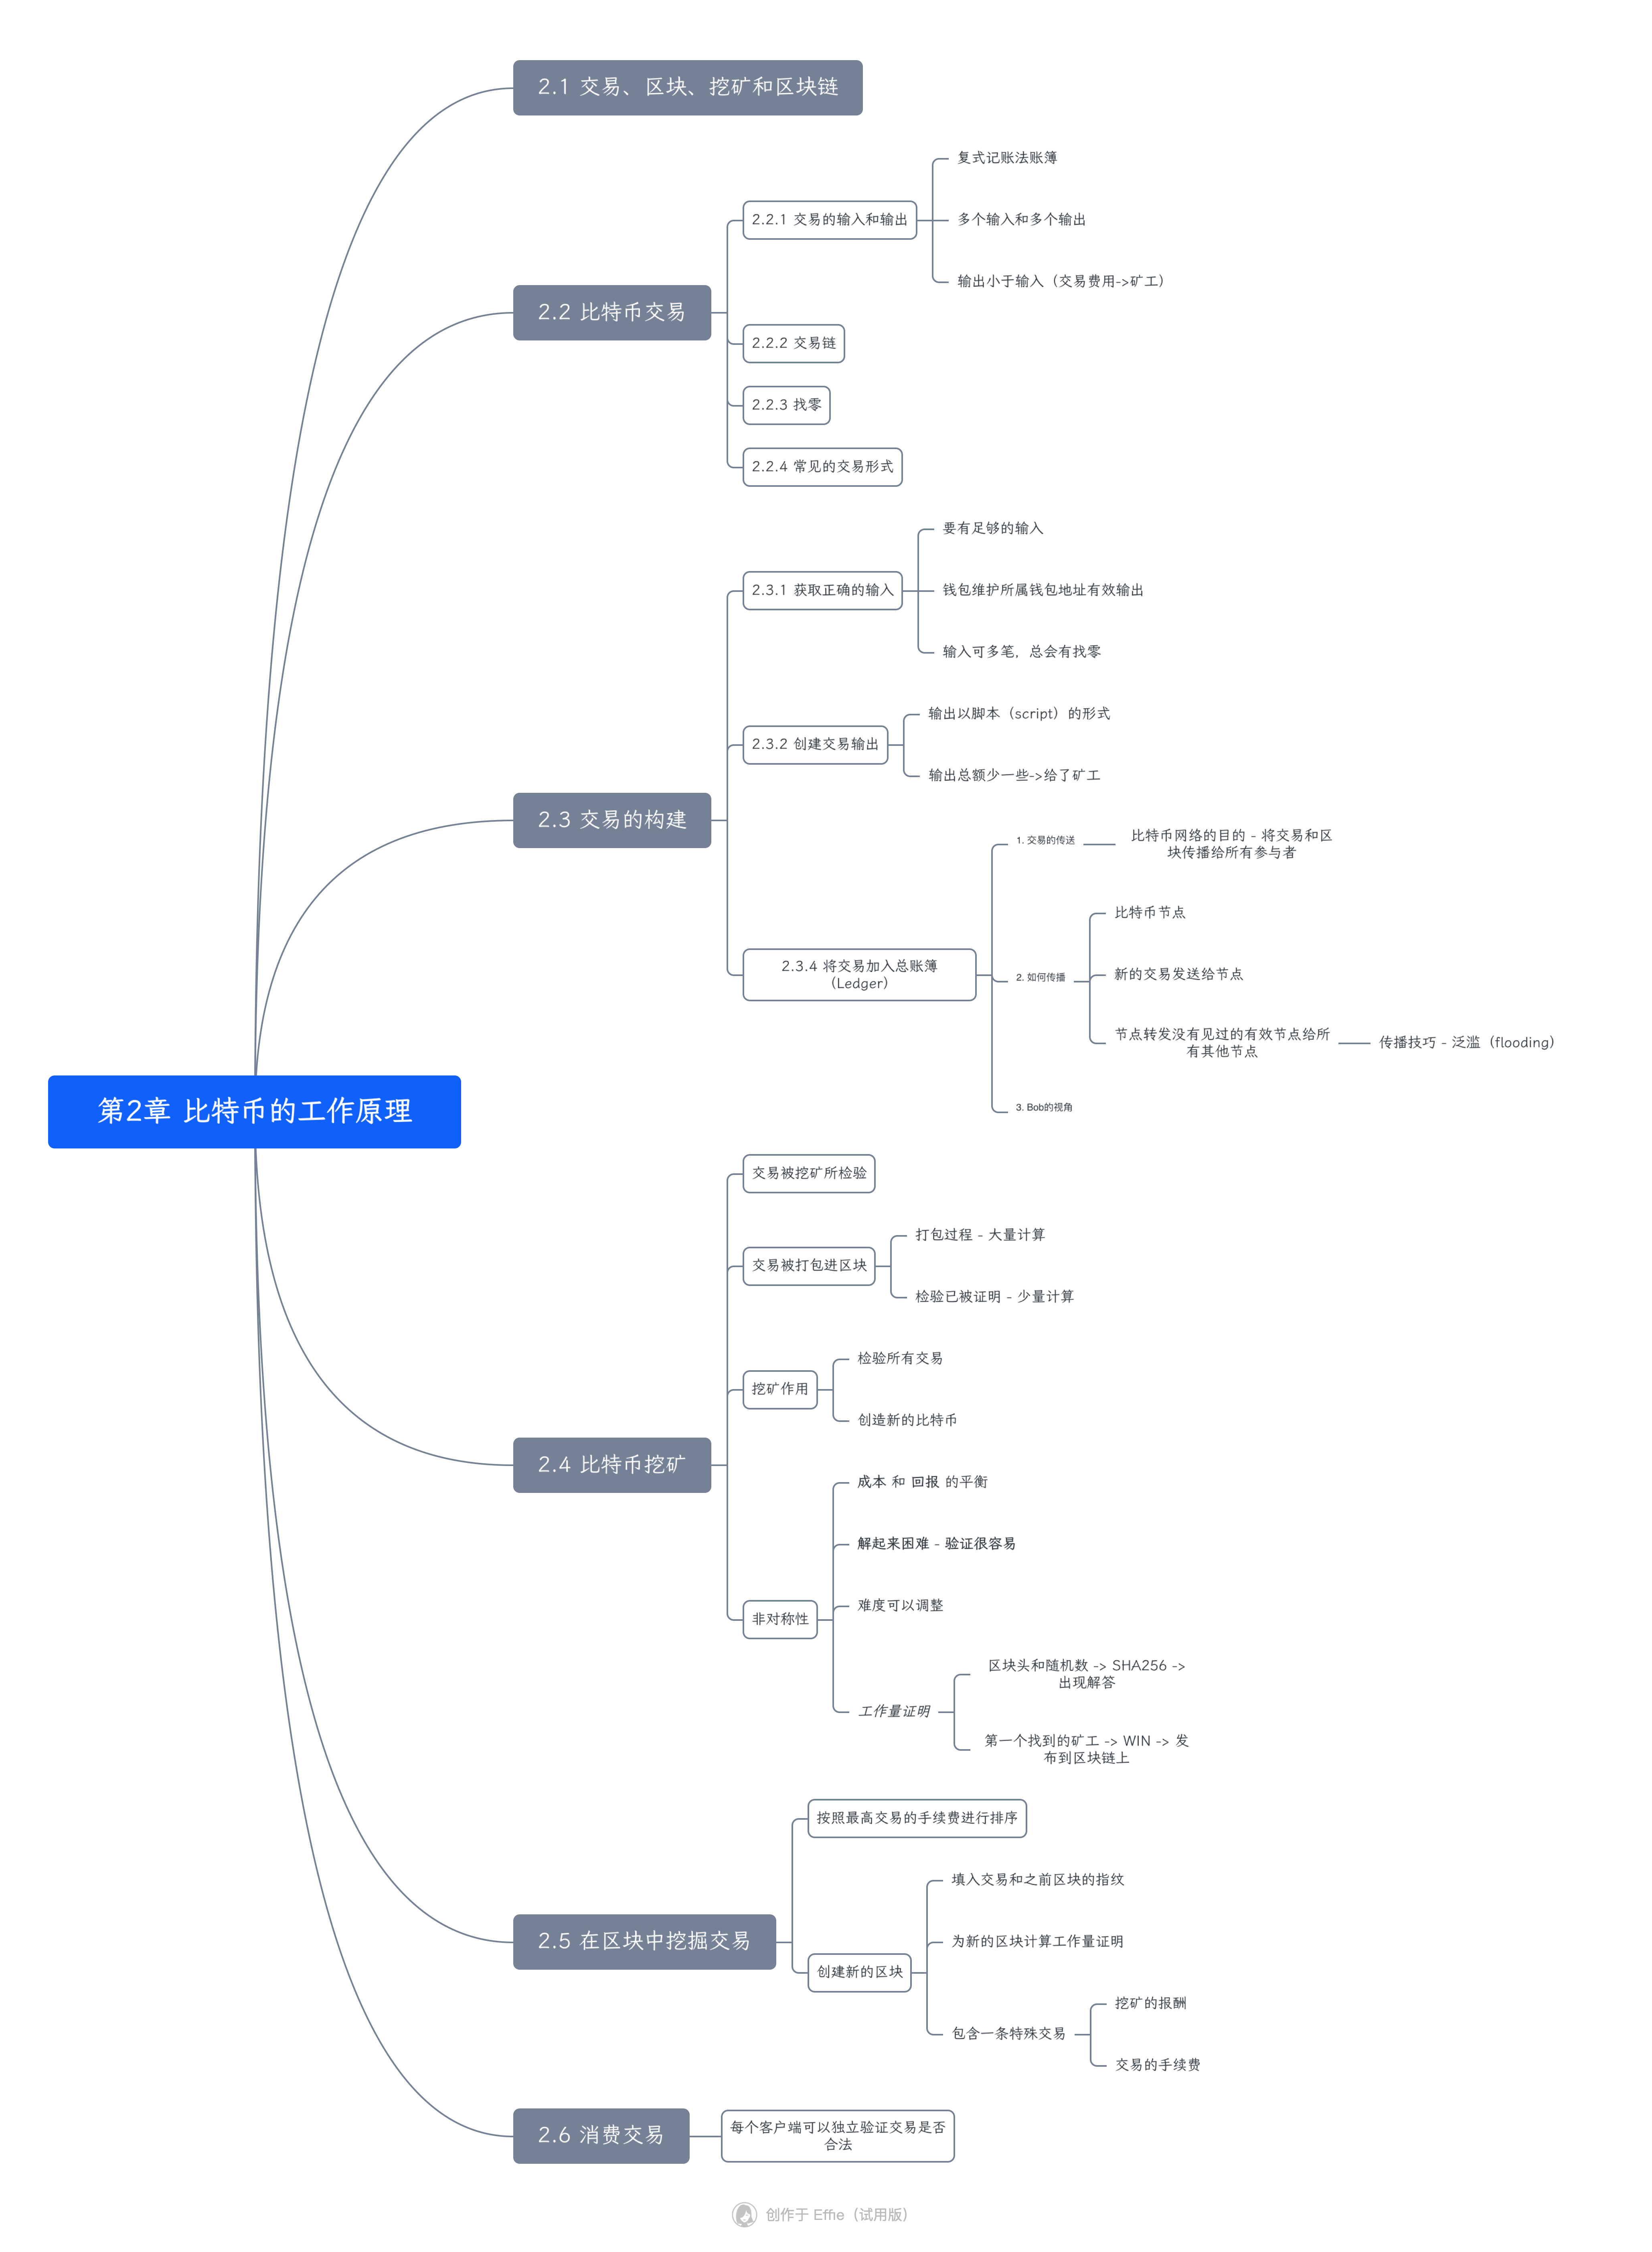 2.1 交易、区块、挖矿和区块链
复式记账法账簿
2.2.1 交易的输入和输出
多个输入和多个输出
输出小于输入（交易费用->矿工）
2.2 比特币交易
2.2.2 交易链
2.2.3 找零
2.2.4 常见的交易形式
要有足够的输入
2.3.1 获取正确的输入
钱包维护所属钱包地址有效输出
输入可多笔，总会有找零
输出以脚本（script）的形式
2.3.2 创建交易输出
输出总额少一些->给了矿工
2.3 交易的构建
1. 交易的传送
比特币网络的目的 - 将交易和区
块传播给所有参与者
比特币节点
2.3.4 将交易加入总账簿
（Ledger）
2. 如何传播
新的交易发送给节点
节点转发没有见过的有效节点给所
有其他节点
传播技巧 - 泛滥（flooding）
3. Bob的视角
第2章 比特币的工作原理
交易被挖矿所检验
打包过程 - 大量计算
交易被打包进区块
检验已被证明 - 少量计算
检验所有交易
挖矿作用
创造新的比特币
2.4 比特币挖矿
成本 和 回报 的平衡
解起来困难 - 验证很容易
难度可以调整
非对称性
区块头和随机数 -> SHA256 ->
出现解答
工作量证明
第一个找到的矿工 -> WIN -> 发
布到区块链上
按照最高交易的手续费进行排序
填入交易和之前区块的指纹
2.5 在区块中挖掘交易
为新的区块计算工作量证明
创建新的区块
挖矿的报酬
包含一条特殊交易
交易的手续费
2.6 消费交易
每个客户端可以独立验证交易是否
合法
创作于 Effie（试用版）